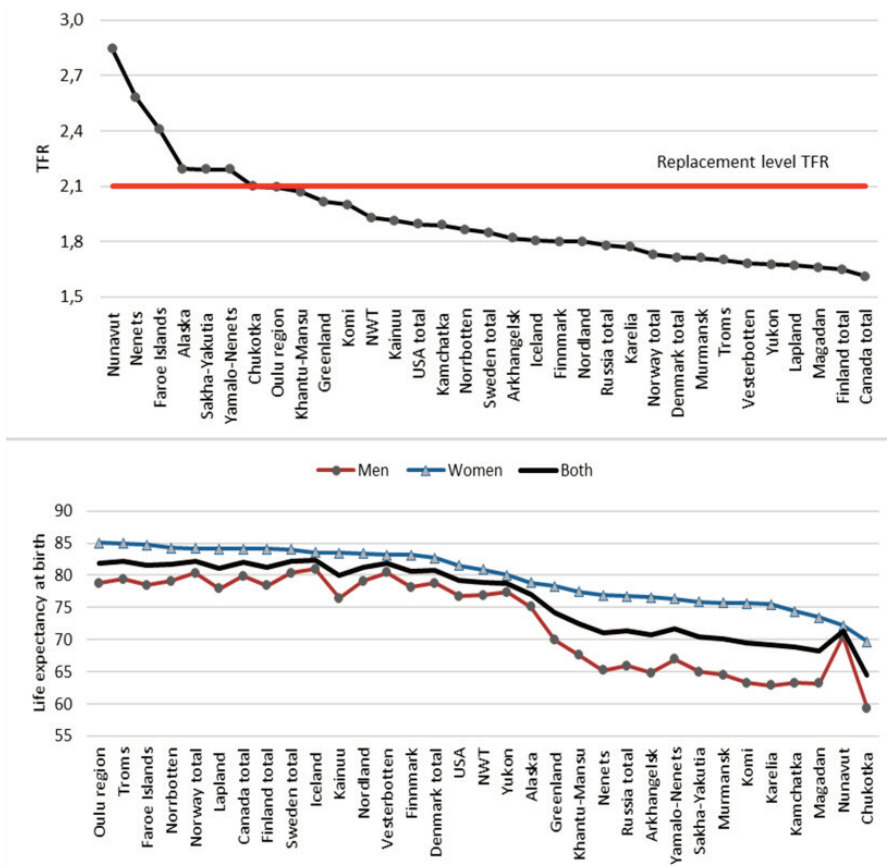 3,0
2,7
2,4
2,1
1,8
1,5
TFR
Replacement level TFR
Nunavut
Nenets
Faroe Islands
Alaska
Sakha-Yakutia
Yamalo-Nenets
Chukotka
Oulu region
Khantu-Mansu
Greenland
Komi
NWT
Kainuu
USA total
Kamchatka
Norrbotten
Sweden total
Arkhangelsk
Iceland
Finnmark
Nordland
Russia total
Karelia
Norway total
Denmark total
Murmansk
Troms
Vesterbotten
Yukon
Lapland
Magadan
Finland total
Canada total
Men
Women
Both
90
85
80
75
70
65
60
55
Life expectancy at birth
Oulu region
Troms
Faroe Islands
Norrbotten
Norway total
Lapland
Canada total
Finland total
Sweden total
Iceland
Kainuu
Nordland
Vesterbotten
Finnmark
Denmark total
USA
NWT
Yukon
Alaska
Greenland
Khantu-Mansu
Nenets
Russia total
Arkhangelsk
Yamalo-Nenets
Sakha-Yakutia
Murmansk
Komi
Karelia
Kamchatka
Magadan
Nunavut
Chukotka